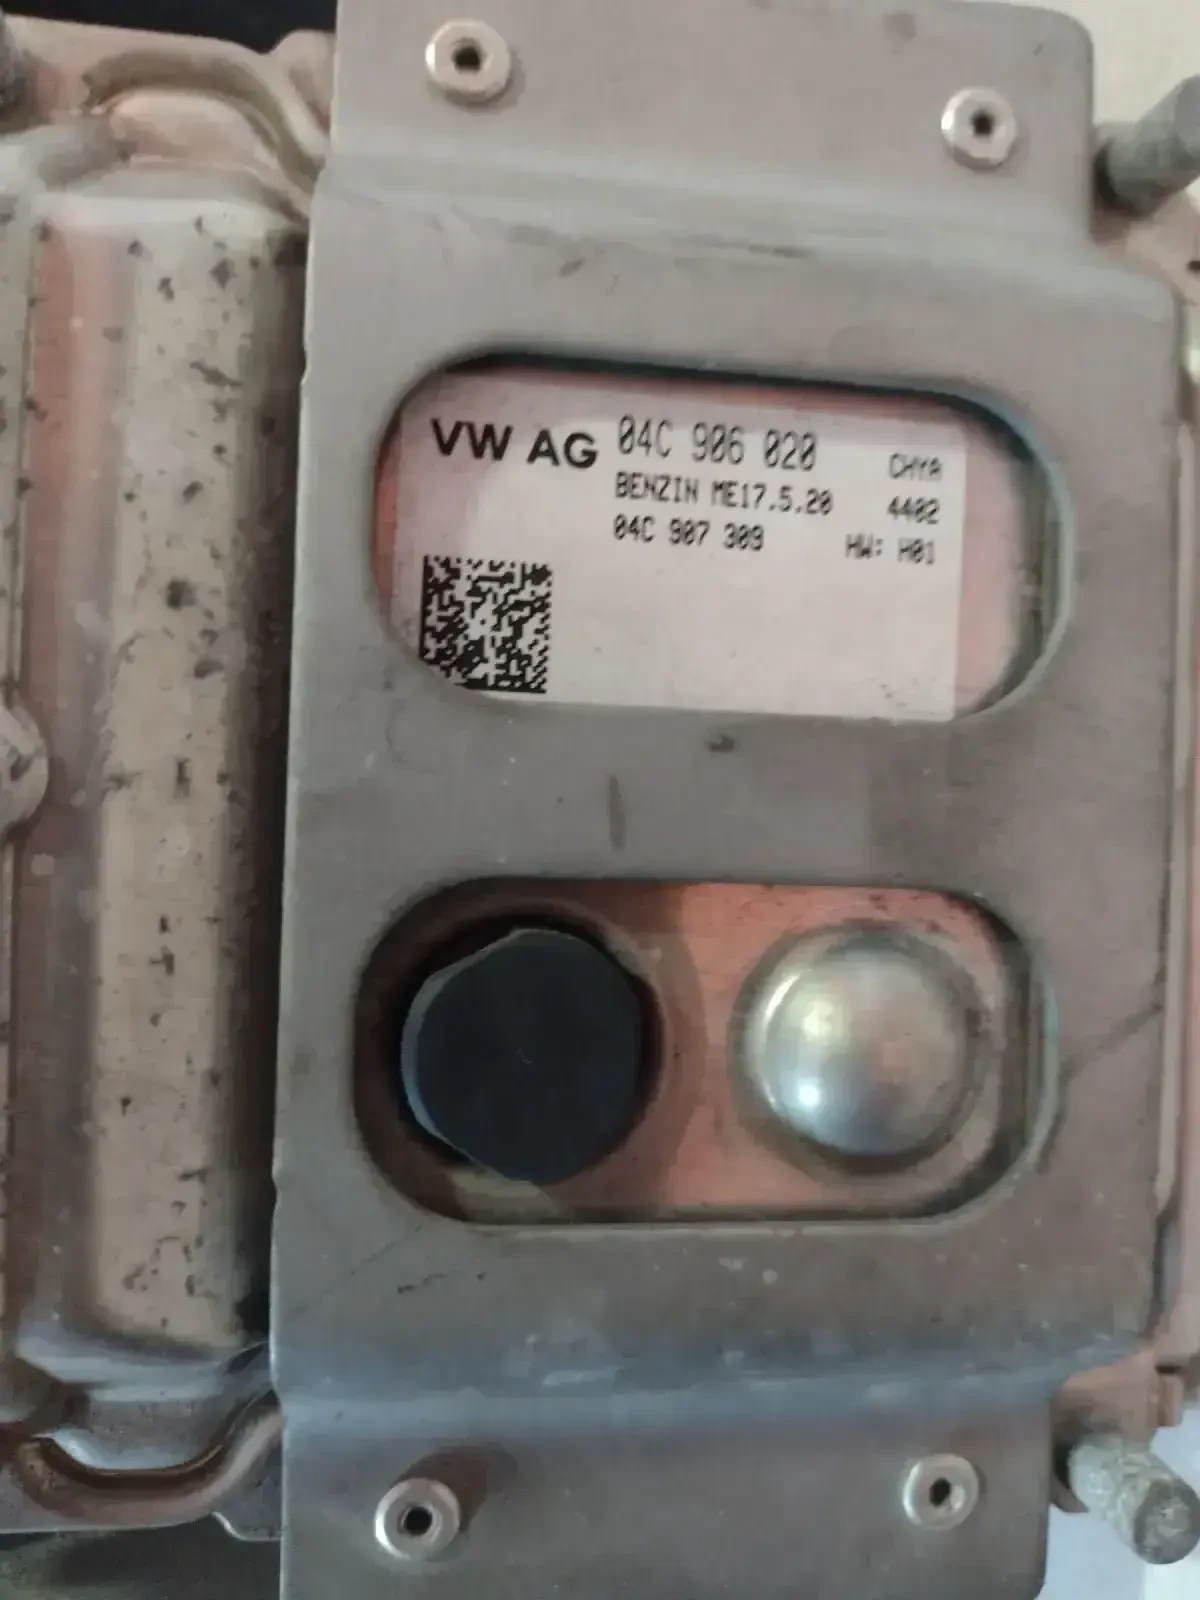 VW AG 04C 906 020 CHYA
BENZIN ME17.5.20 4402
04C 907 309 HW: H01